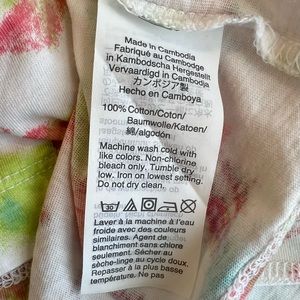 Made in Cambodia
Fabriqué au Cambodge
in Kambodscha Hergestellt
Vervaardigd in Cambodja
カンボジア製
Hecho en Camboya
100% Cotton/Coton/
Baumwolle/Katoen/
綿/algodón
Machine wash cold with
like colors. Non-chlorine
bleach only. Tumble dry
low. Iron on lowest setting.
Do not dry clean.
30
Laver à la machine à l'eau
froide avec des couleurs
similaires. Agent de
blanchiment sans chlore
seulement. Sécher au
sèche-linge au cycle doux.
Repasser à la plus basse
température. Ne pas